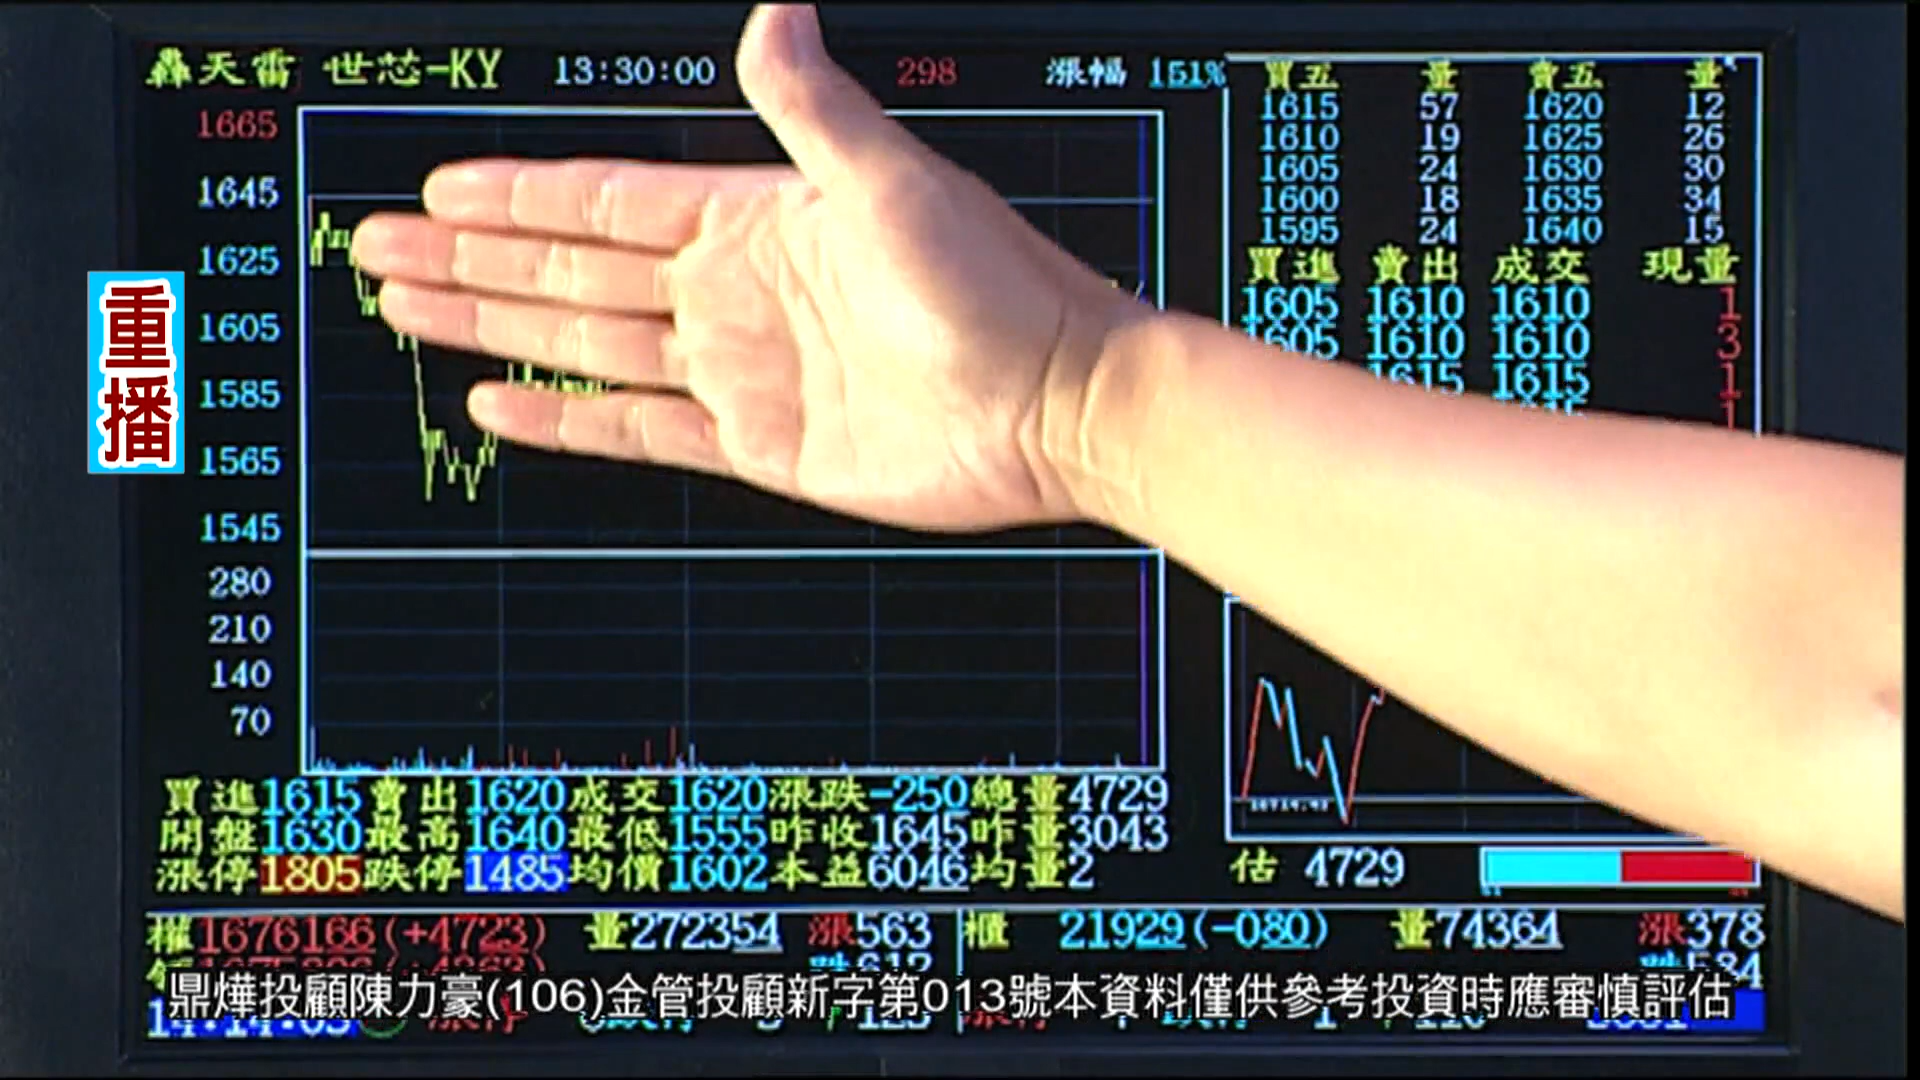 轟天雷 世芯-KY 13:30:00 298 漲幅 151%
1665
1645
1625
1605
1585
1565
1545
280
210
140
70
重播
買五 量 賣五 量
1615 57 1620 12
1610 19 1625 26
1605 24 1630 30
1600 18 1635 34
1595 24 1640 15
買進 賣出 成交 現量
1605 1610 1610 1
1605 1610 1610 3
1615 1615 1
買進1615賣出1620成交1620漲跌-250總量4729
開盤1630最高1640最低1555昨收1645昨量3043
漲停1805跌停1485均價1602本益6046均量2
估 4729
權1676166(+4723) 量272354 漲563 櫃 21929(-080) 量74364 漲378
鼎燁投顧陳力豪(106)金管投顧新字第013號本資料僅供參考投資時應審慎評估